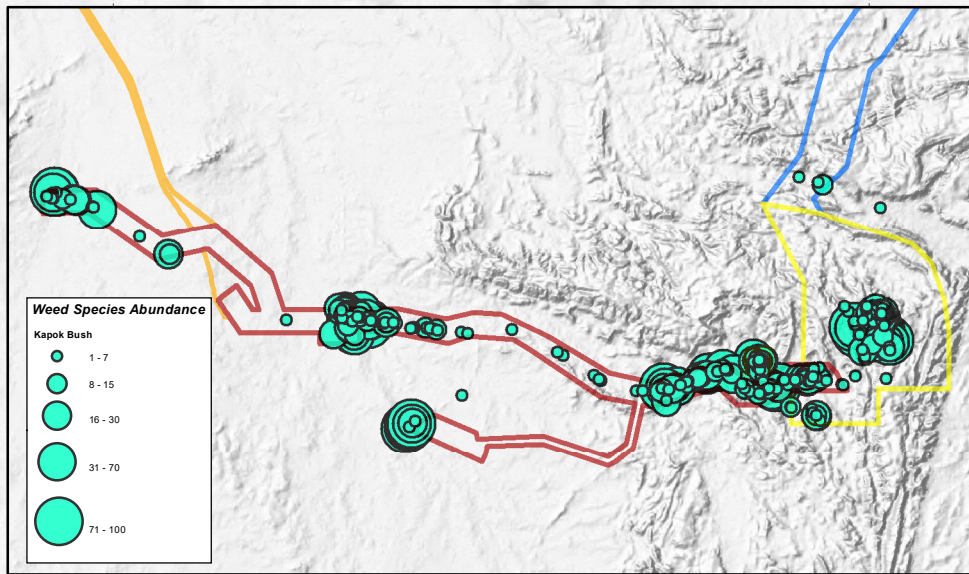 Weed Species Abundance
Kapok Bush
1 - 7
8 - 15
16 - 30
31 - 70
71 - 100